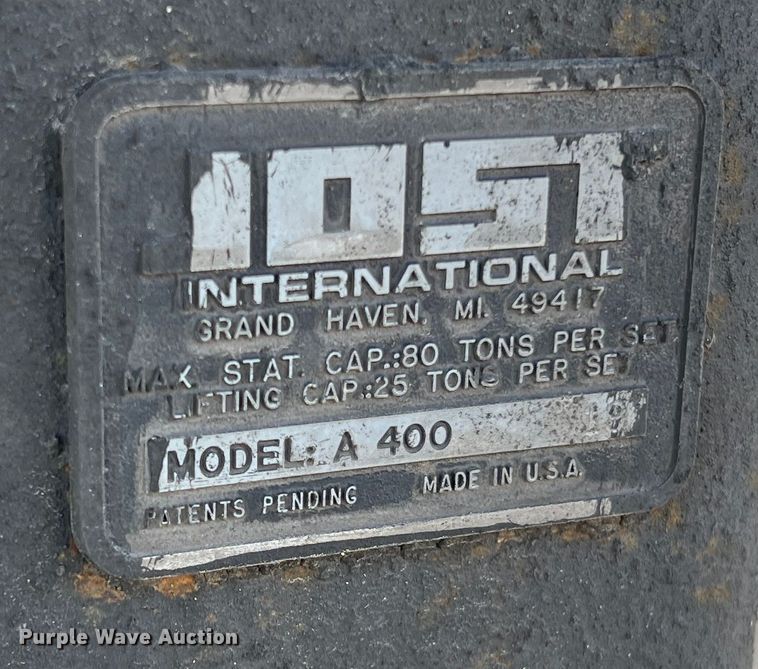 JOST
INTERNATIONAL
GRAND HAVEN, MI. 49417
MAX. STAT. CAP.:80 TONS PER SET
LIFTING CAP.:25 TONS PER SET
MODEL: A 400
PATENTS PENDING MADE IN U.S.A.
Purple Wave Auction